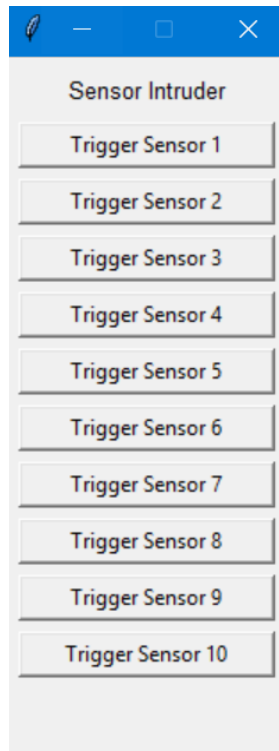 Sensor Intruder
Trigger Sensor 1
Trigger Sensor 2
Trigger Sensor 3
Trigger Sensor 4
Trigger Sensor 5
Trigger Sensor 6
Trigger Sensor 7
Trigger Sensor 8
Trigger Sensor 9
Trigger Sensor 10